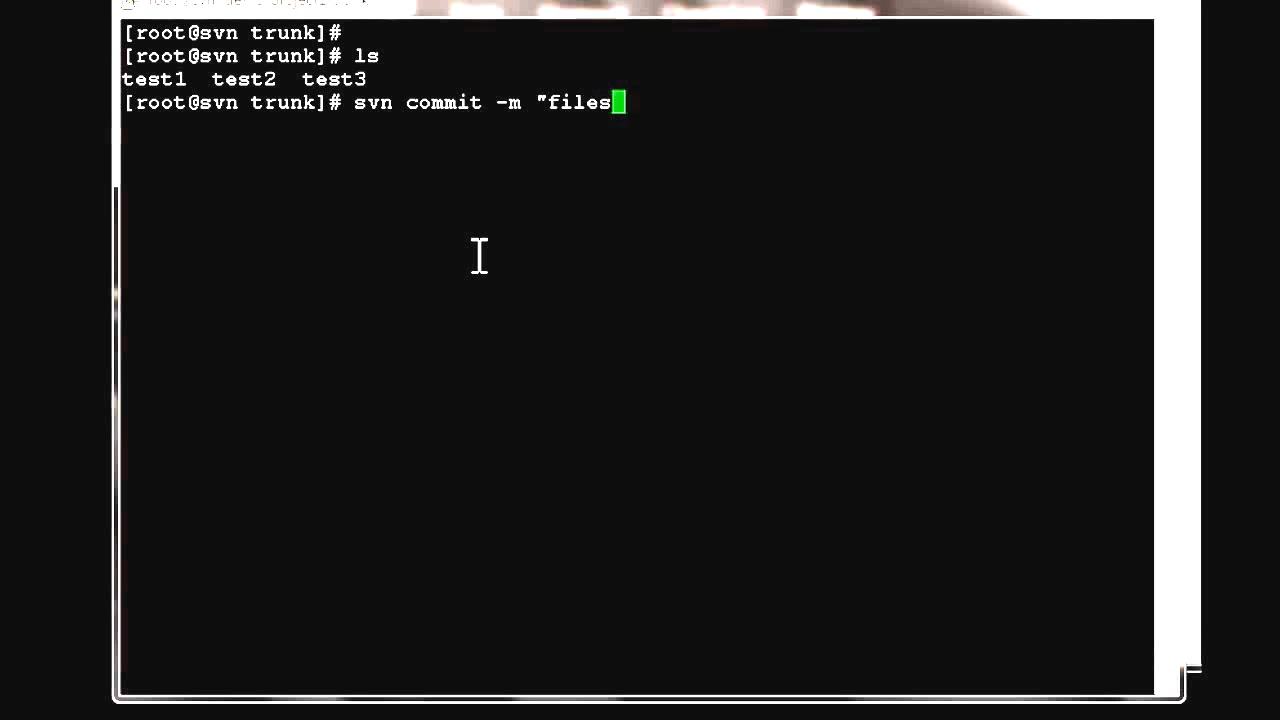 [root@svn trunk]#
[root@svn trunk]# ls
test1  test2  test3
[root@svn trunk]# svn commit -m "files